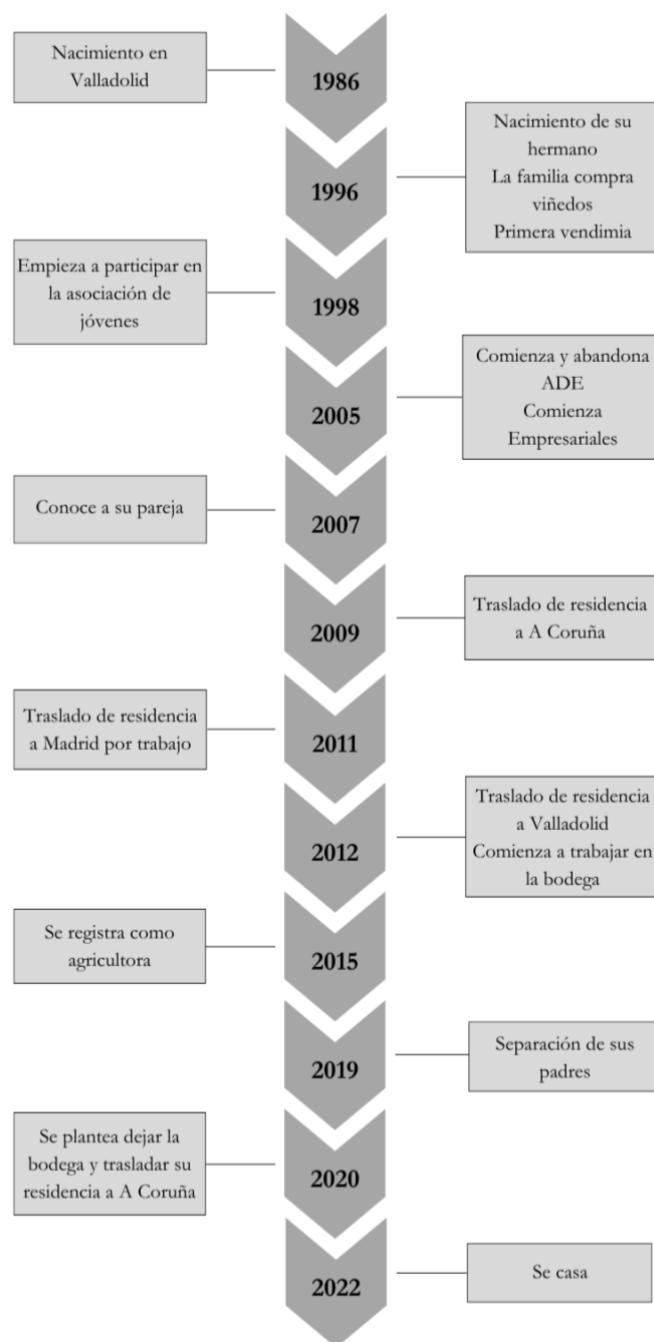 Nacimiento en
Valladolid
1986
1996
Nacimiento de su
hermano
La familia compra
viñedos
Primera vendimia
Empieza a participar en
la asociación de
jóvenes
1998
2005
Comienza y abandona
ADE
Comienza
Empresariales
Conoce a su pareja
2007
2009
Traslado de residencia
a A Coruña
Traslado de residencia
a Madrid por trabajo
2011
2012
Traslado de residencia
a Valladolid
Comienza a trabajar en
la bodega
Se registra como
agricultora
2015
2019
Separación de sus
padres
Se plantea dejar la
bodega y trasladar su
residencia a A Coruña
2020
2022
Se casa